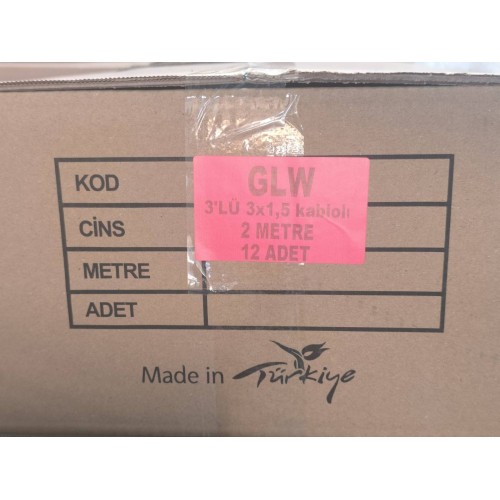 KOD
CİNS
METRE
ADET
GLW
3'LÜ 3x1,5 kablolı
2 METRE
12 ADET
Made in Türkiye